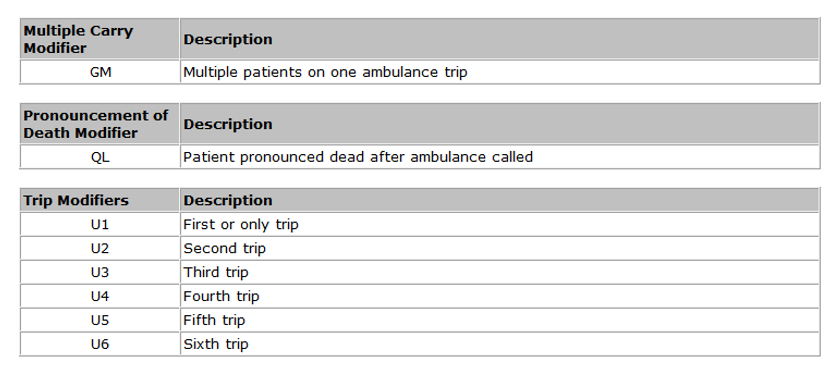 Multiple Carry
Modifier
Description
GM
Multiple patients on one ambulance trip
Pronouncement of
Death Modifier
Description
QL
Patient pronounced dead after ambulance called
Trip Modifiers
Description
U1
First or only trip
U2
Second trip
U3
Third trip
U4
Fourth trip
U5
Fifth trip
U6
Sixth trip